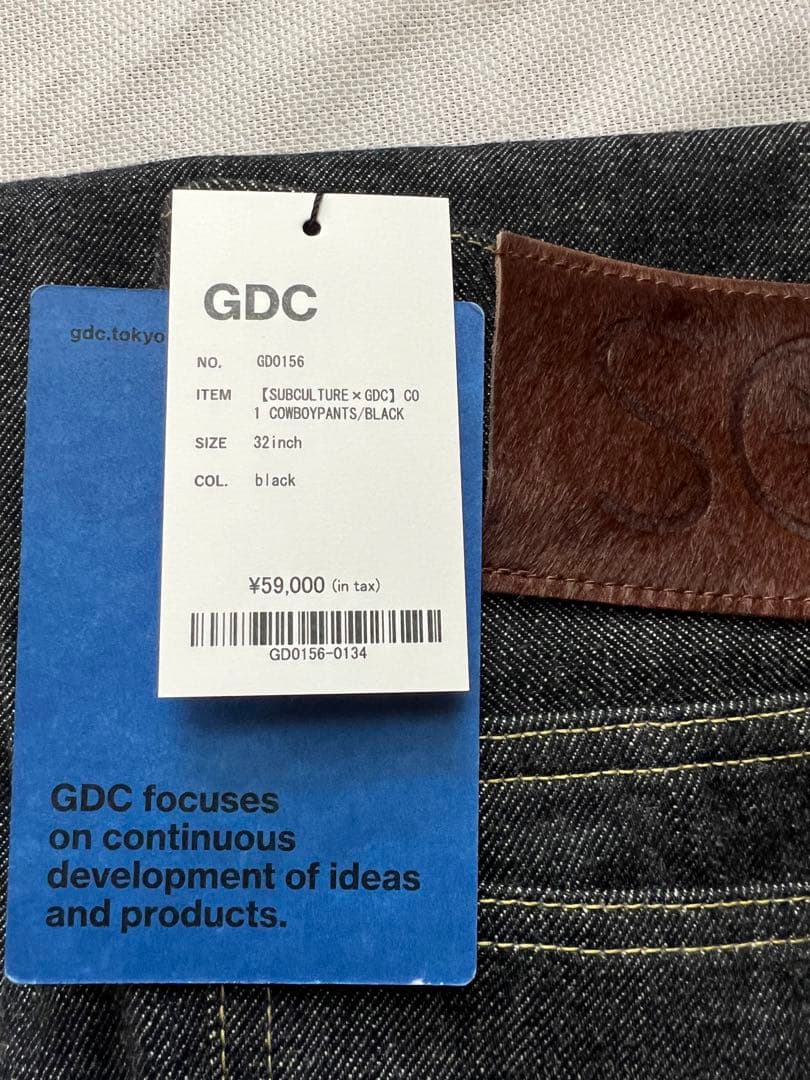 GDC
gdc.tokyo
NO. GD0156
ITEM 【SUBCULTURE×GDC】CO
1 COWBOYPANTS/BLACK
SIZE 32inch
COL. black
¥59,000 (in tax)
GD0156-0134
GDC focuses
on continuous
development of ideas
and products.
S